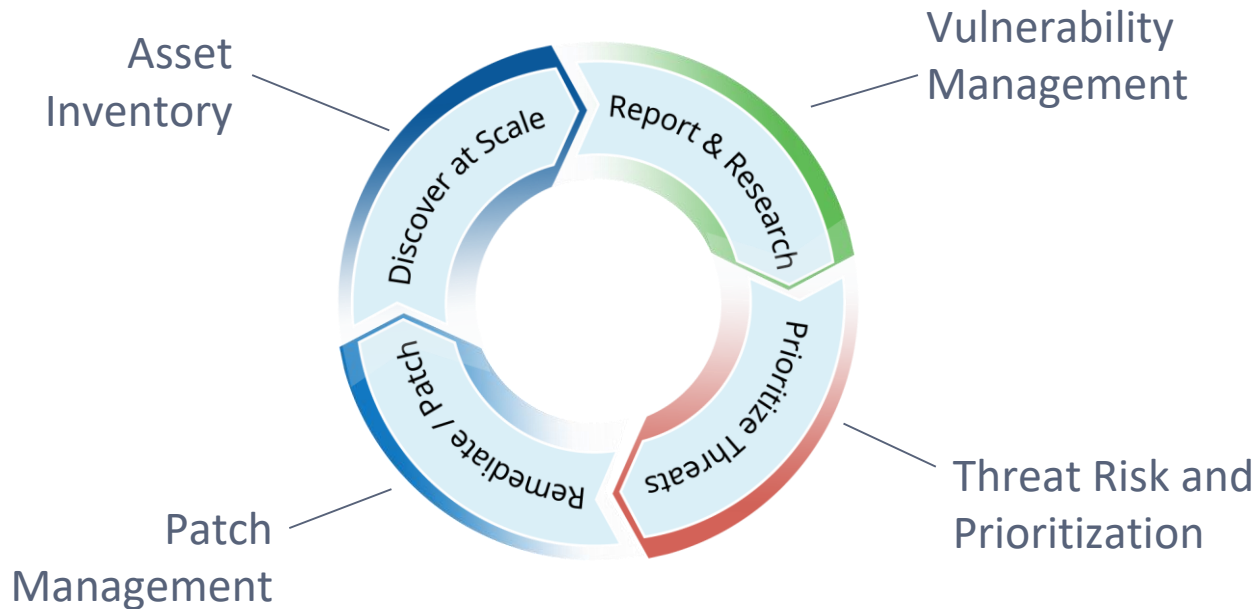 Asset
Inventory
Vulnerability
Management
Discover at Scale
Report & Research
Prioritize Threats
Remediate / Patch
Threat Risk and
Prioritization
Patch
Management